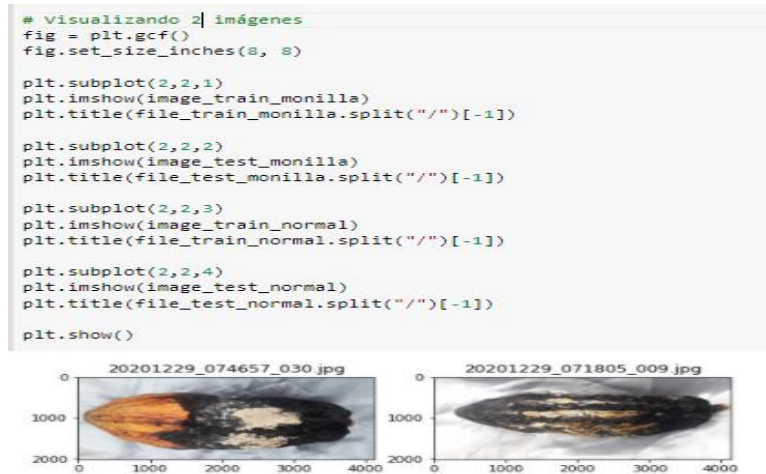 # Visualizando 2 imágenes
fig = plt.gcf()
fig.set_size_inches(8, 8)
plt.subplot(2,2,1)
plt.imshow(image_train_monilla)
plt.title(file_train_monilla.split("/")[-1])
plt.subplot(2,2,2)
plt.imshow(image_test_monilla)
plt.title(file_test_monilla.split("/")[-1])
plt.subplot(2,2,3)
plt.imshow(image_train_normal)
plt.title(file_train_normal.split("/")[-1])
plt.subplot(2,2,4)
plt.imshow(image_test_normal)
plt.title(file_test_normal.split("/")[-1])
plt.show()
20201229_074657_030.jpg 20201229_071805_009.jpg
0 0
1000 1000
2000 2000
0 1000 2000 3000 4000 0 1000 2000 3000 4000